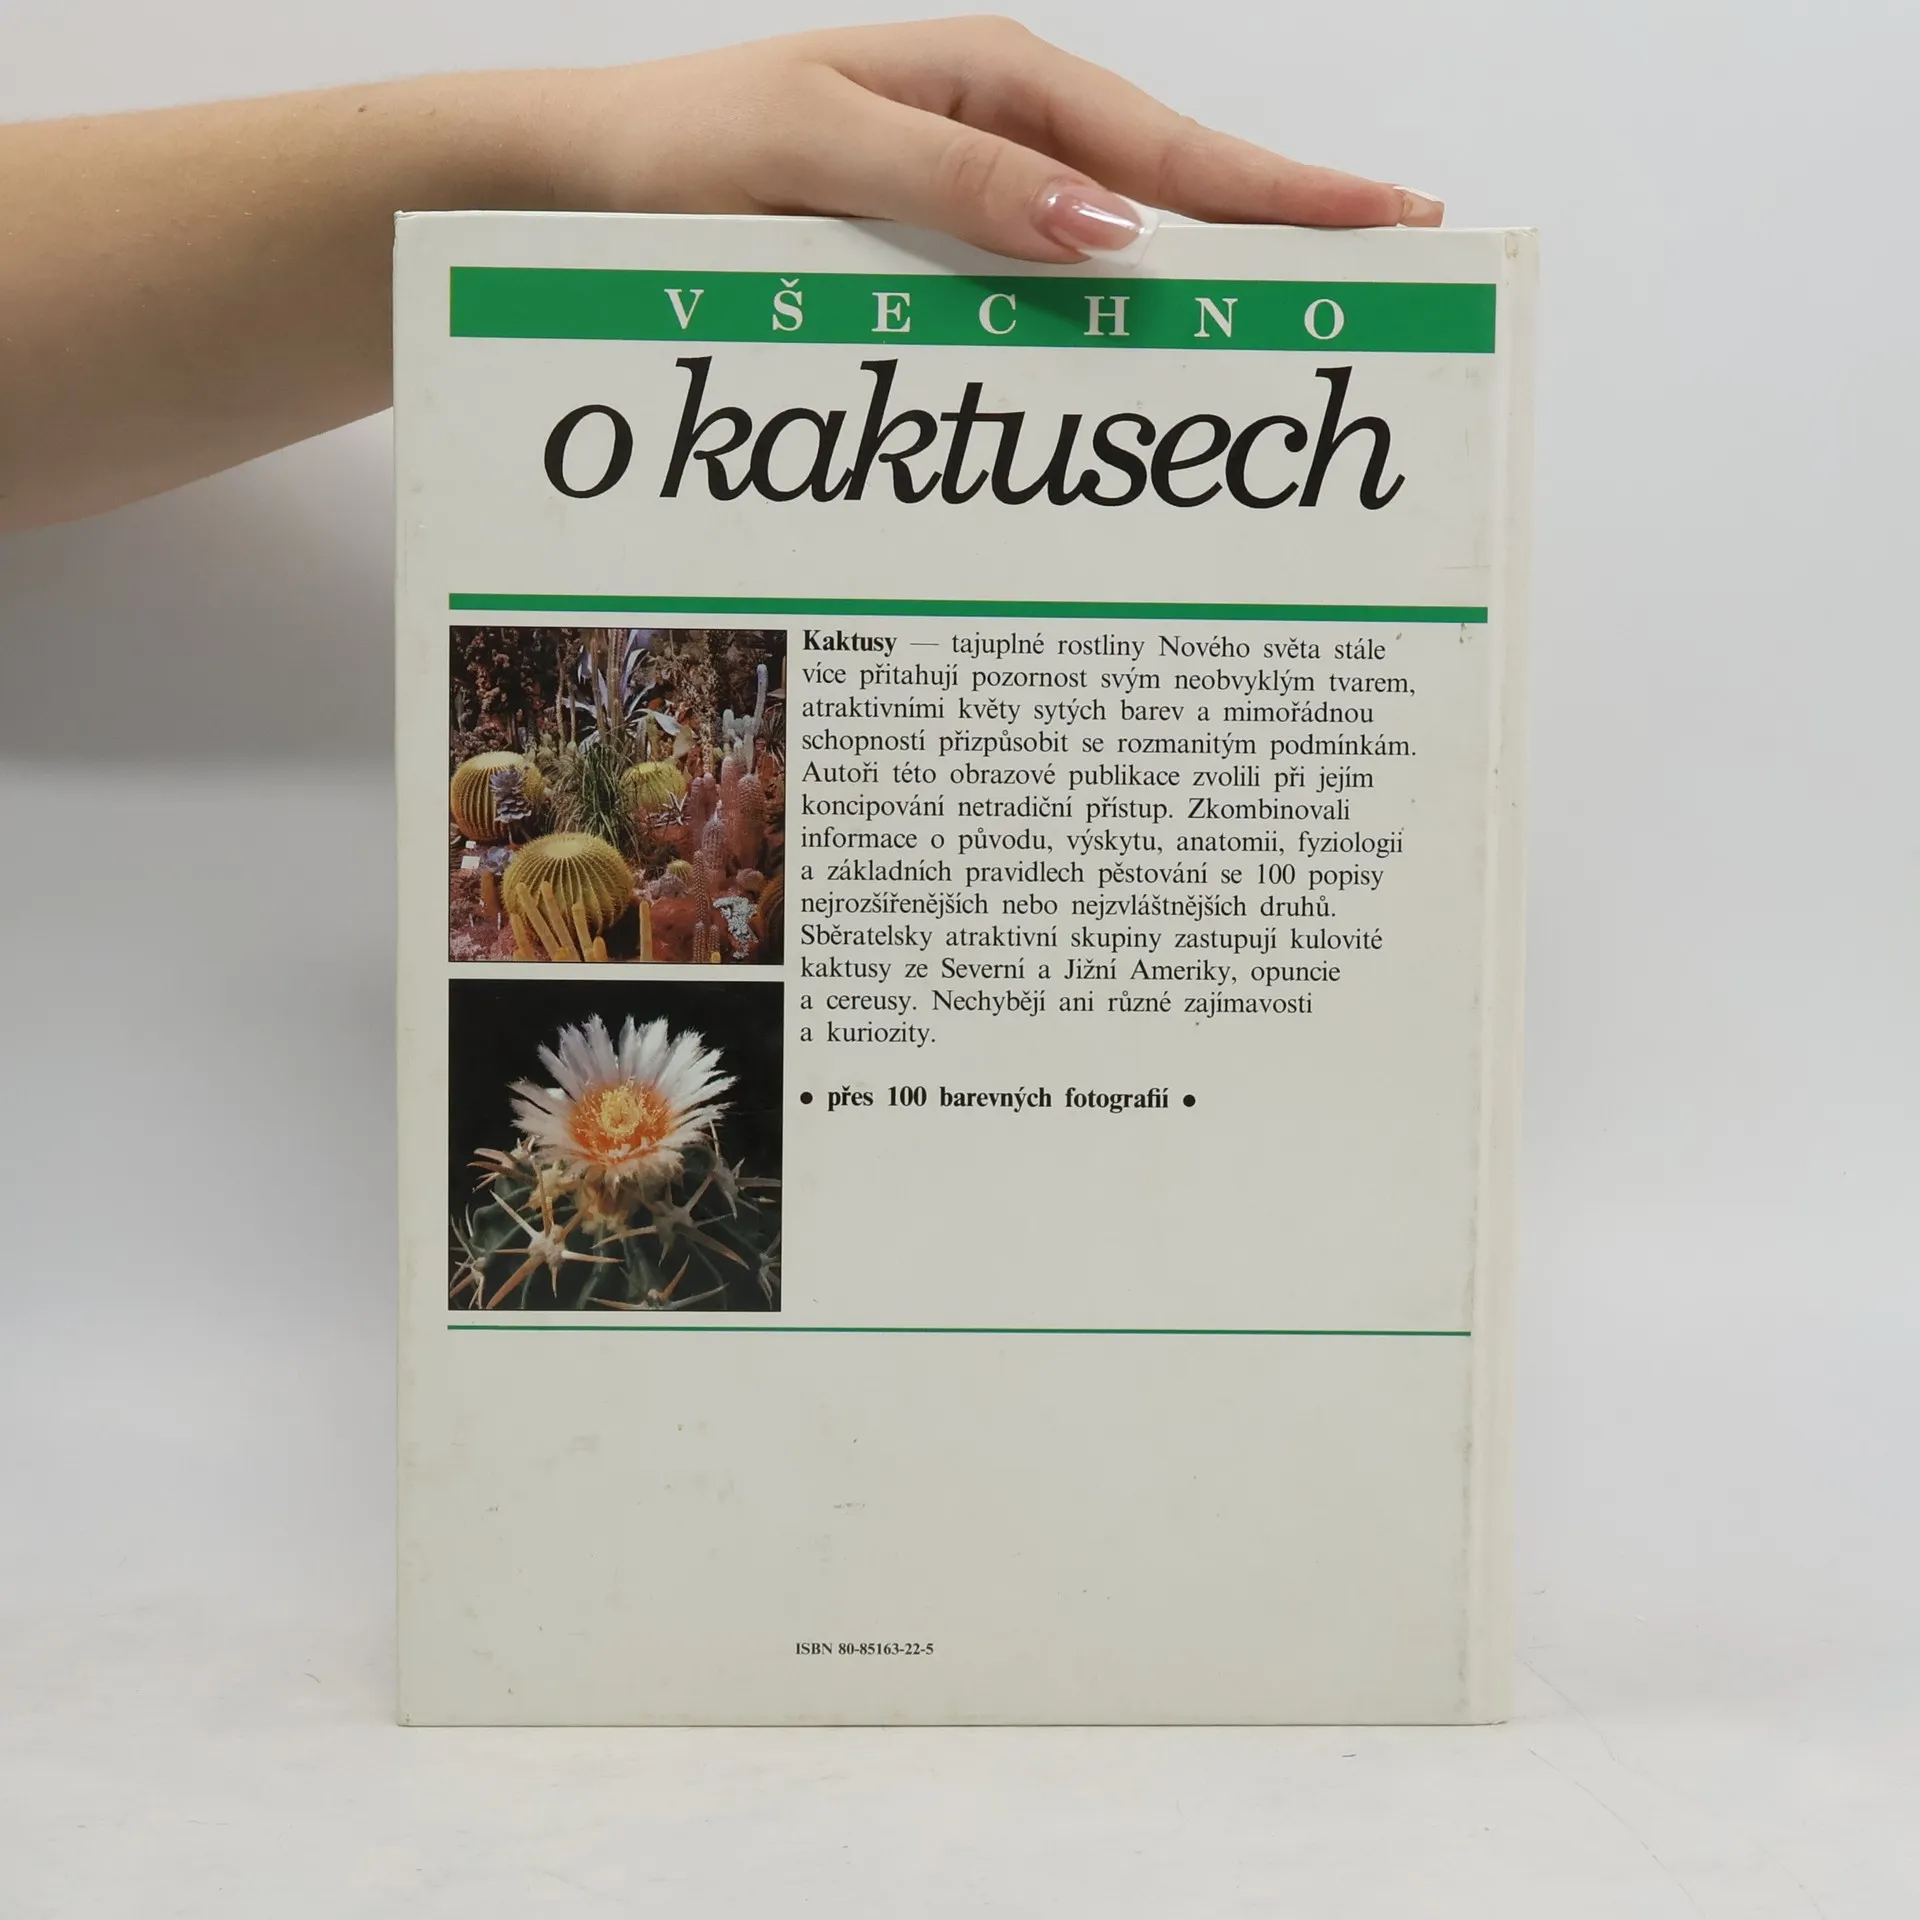 VŠECHNO
o kaktusech
Kaktusy — tajuplné rostliny Nového světa stále
více přitahují pozornost svým neobvyklým tvarem,
atraktivními květy sytých barev a mimořádnou
schopností přizpůsobit se rozmanitým podmínkám.
Autoři této obrazové publikace zvolili při jejím
koncipování netradiční přístup. Zkombinovali
informace o původu, výskytu, anatomii, fyziologii
a základních pravidlech pěstování se 100 popisy
nejrozšířenějších nebo nejzvláštnějších druhů.
Sběratelsky atraktivní skupiny zastupují kulovité
kaktusy ze Severní a Jižní Ameriky, opuncie
a cereusy. Nechybějí ani různé zajímavosti
a kuriozity.
• přes 100 barevných fotografií •
ISBN 80-85163-22-5